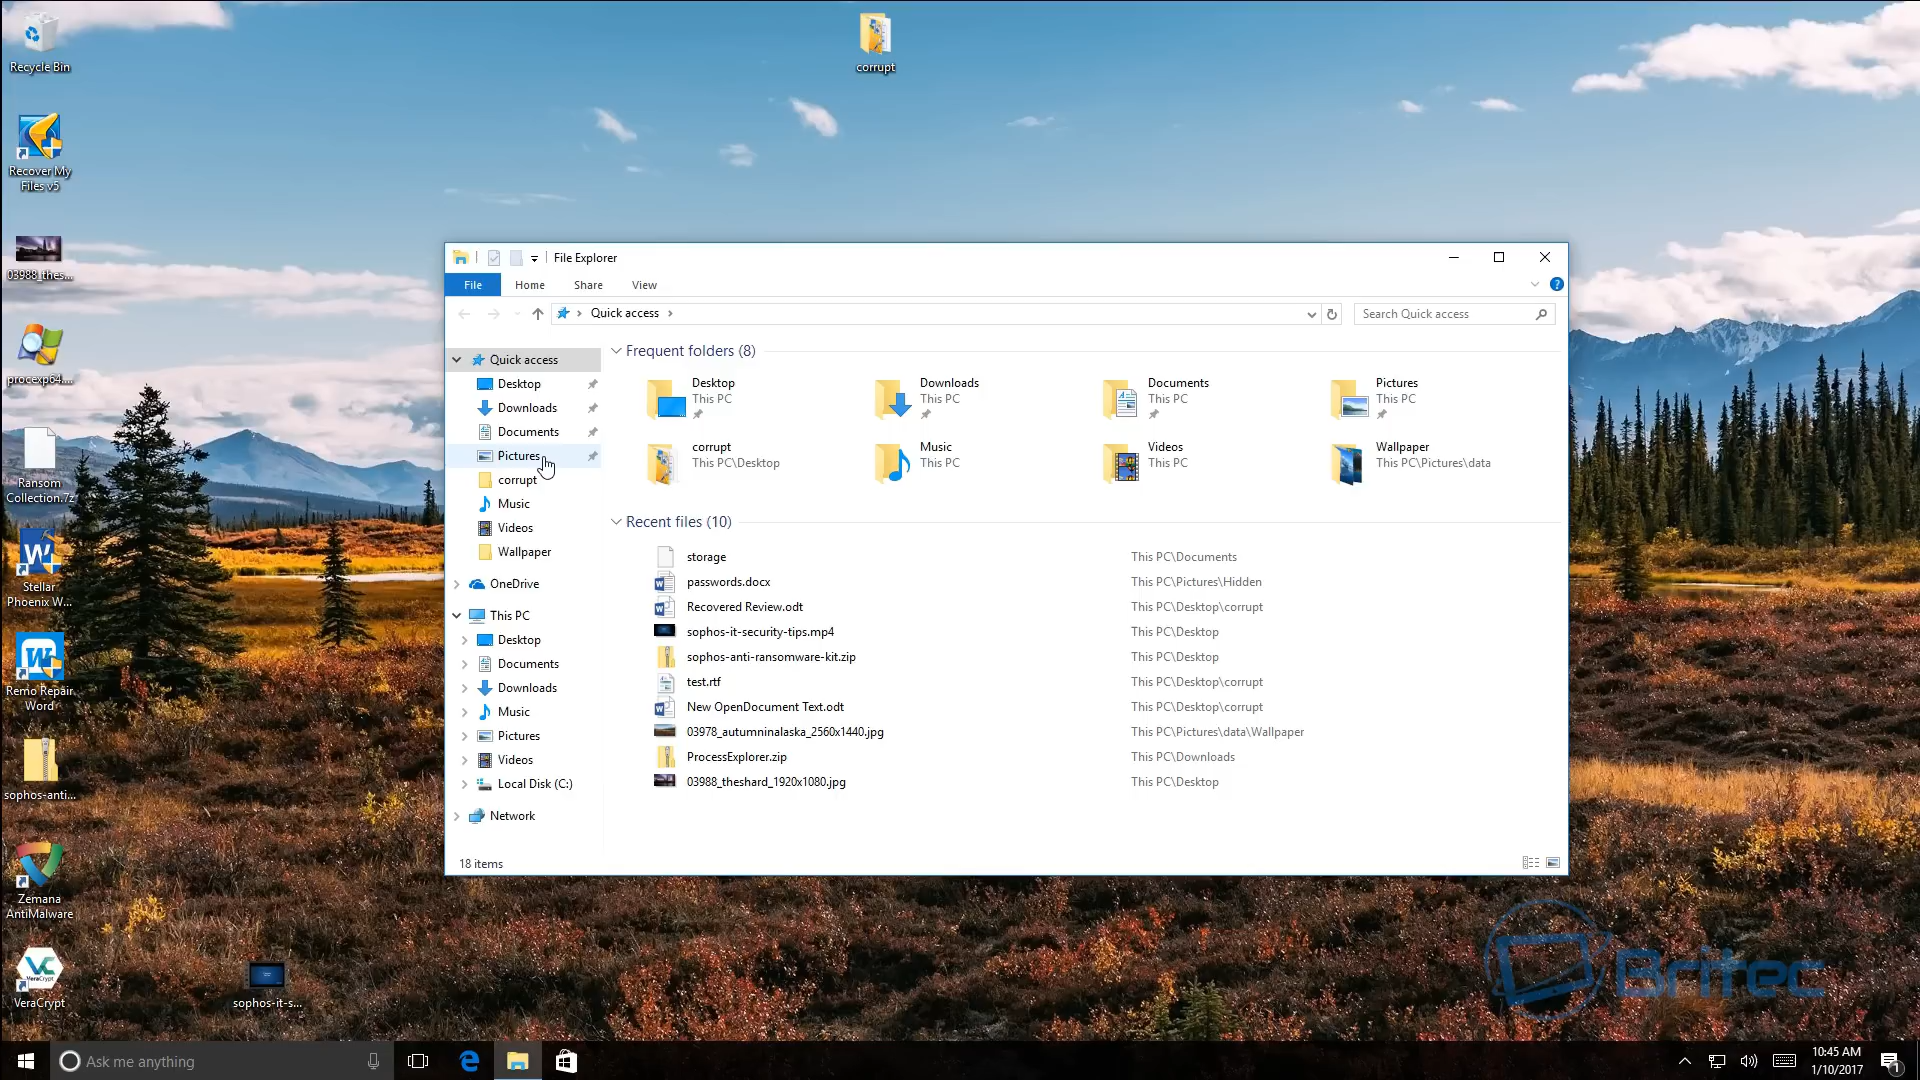 Recycle Bin
corrupt
Recover My
Files v5
03988_thes...
procexp64....
Ransom
Collection.7z
Stellar
Phoenix W...
Remo Repair
Word
sophos-anti...
Zemana
AntiMalware
VeraCrypt
VeraCrypt
sophos-it-s...
File Explorer
File Home Share View
Quick access
Search Quick access
Quick access
Desktop
Downloads
Documents
Pictures
corrupt
Music
Videos
Wallpaper
OneDrive
This PC
Desktop
Documents
Downloads
Music
Pictures
Videos
Local Disk (C:)
Network
Frequent folders (8)
Desktop
This PC
Downloads
This PC
Documents
This PC
Pictures
This PC
corrupt
This PC\Desktop
Music
This PC
Videos
This PC
Wallpaper
This PC\Pictures\data
Recent files (10)
storage This PC\Documents
passwords.docx This PC\Pictures\Hidden
Recovered Review.odt This PC\Desktop\corrupt
sophos-it-security-tips.mp4 This PC\Desktop
sophos-anti-ransomware-kit.zip This PC\Desktop
test.rtf This PC\Desktop\corrupt
New OpenDocument Text.odt This PC\Desktop\corrupt
03978_autumninalaska_2560x1440.jpg This PC\Pictures\data\Wallpaper
ProcessExplorer.zip This PC\Downloads
03988_theshard_1920x1080.jpg This PC\Desktop
18 items
Britec
Ask me anything
10:45 AM
1/10/2017
1